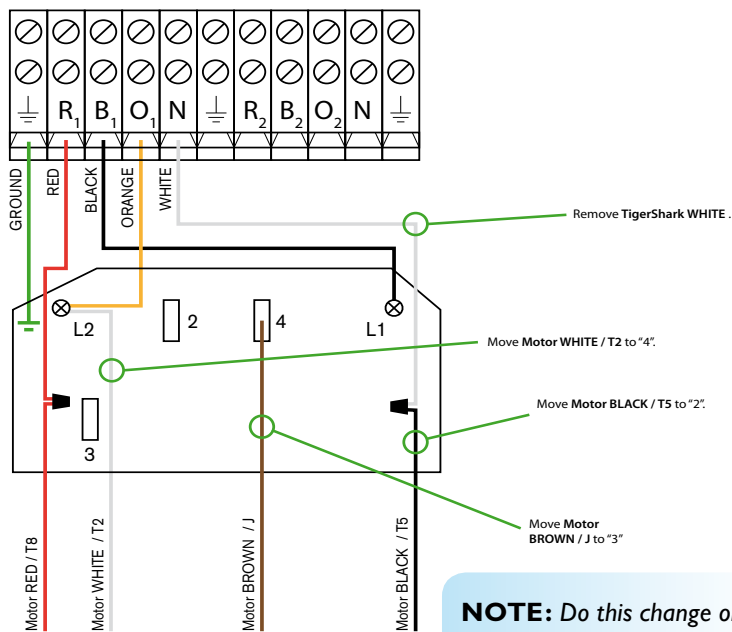 R1 B1 O1 N R2 B2 O2 N
GROUND
RED
BLACK
ORANGE
WHITE
Remove TigerShark WHITE .
L2
2
4
L1
Move Motor WHITE / T2 to “4”.
Move Motor BLACK / T5 to “2”.
3
Move Motor
BROWN / J to “3”
Motor RED / T8
Motor WHITE / T2
Motor BROWN / J
Motor BLACK / T5
NOTE: Do this change o